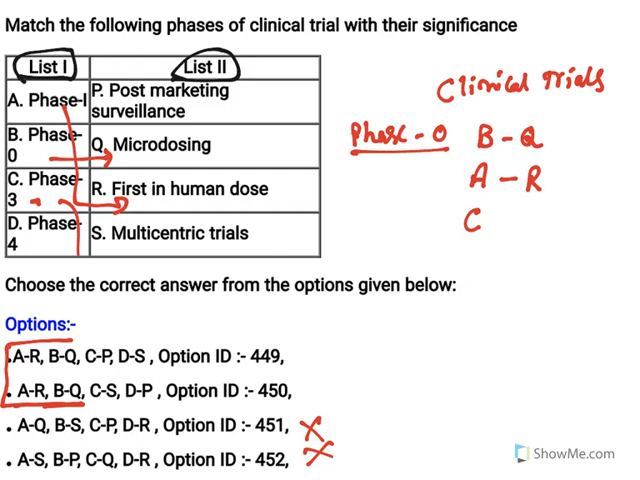 Match the following phases of clinical trial with their significance
List I List II
A. Phase-I P. Post marketing
surveillance
B. Phase-
0 Q. Microdosing
C. Phase-
3 R. First in human dose
D. Phase-
4 S. Multicentric trials
Clinical Trials
Phase - 0 B - Q
A - R
C
Choose the correct answer from the options given below:
Options:-
.A-R, B-Q, C-P, D-S , Option ID :- 449,
. A-R, B-Q, C-S, D-P , Option ID :- 450,
. A-Q, B-S, C-P, D-R , Option ID :- 451, X
. A-S, B-P, C-Q, D-R , Option ID :- 452, X
ShowMe.com